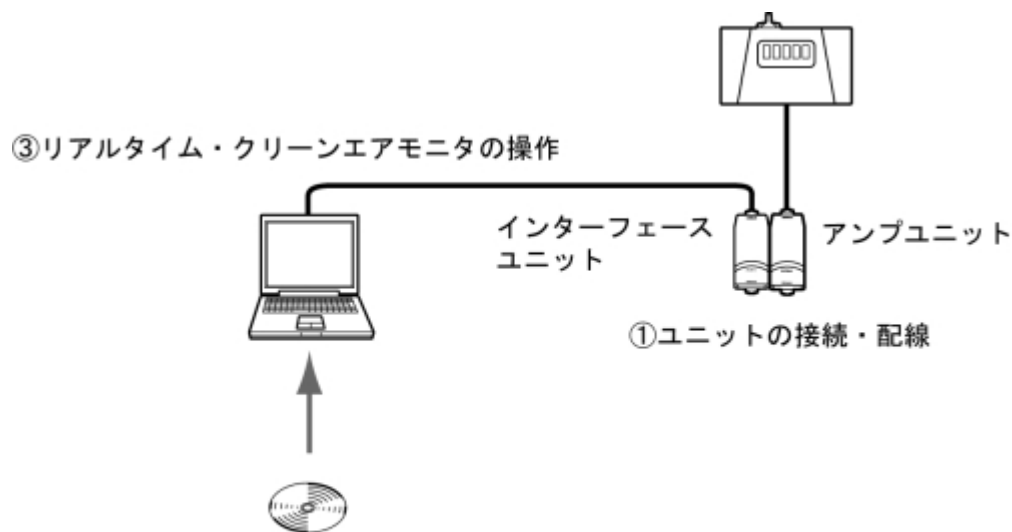 ③リアルタイム・クリーンエアモニタの操作
インターフェース
ユニット
アンプユニット
①ユニットの接続・配線